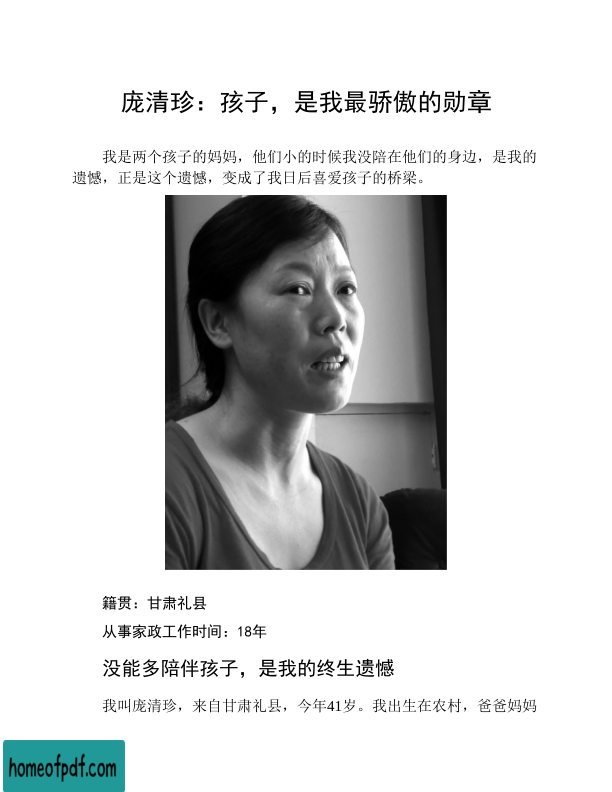 庞清珍：孩子，是我最骄傲的勋章
我是两个孩子的妈妈，他们小的时候我没陪在他们的身边，是我的
遗憾，正是这个遗憾，变成了我日后喜爱孩子的桥梁。
籍贯：甘肃礼县
从事家政工作时间：18年
没能多陪伴孩子，是我的终生遗憾
我叫庞清珍，来自甘肃礼县，今年41岁。我出生在农村，爸爸妈妈
homeofpdf.com